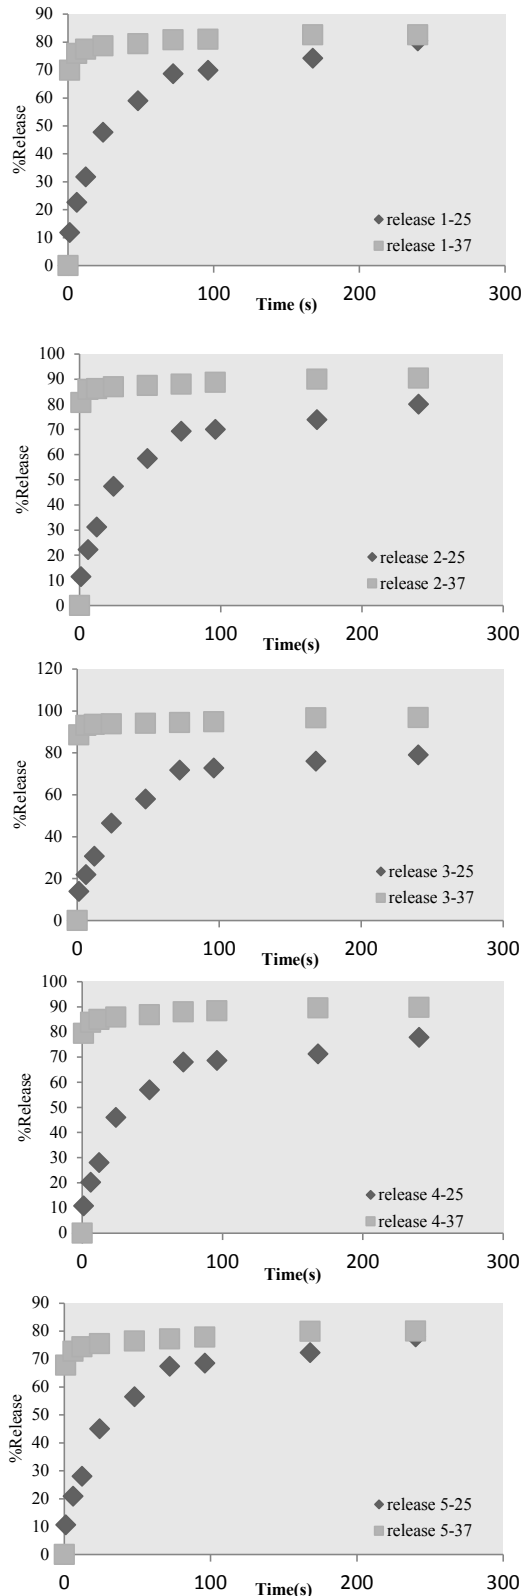 90
80
70
60
50
40
30
20
10
0
%Release
release 1-25
release 1-37
0 100 200 300
Time (s)
100
90
80
70
60
50
40
30
20
10
0
%Release
release 2-25
release 2-37
0 100 200 300
Time(s)
120
100
80
60
40
20
0
%Release
release 3-25
release 3-37
0 100 200 300
Time(s)
100
90
80
70
60
50
40
30
20
10
0
%Release
release 4-25
release 4-37
0 100 200 300
Time(s)
90
80
70
60
50
40
30
20
10
0
%Release
release 5-25
release 5-37
0 100 200 300
Time(s)